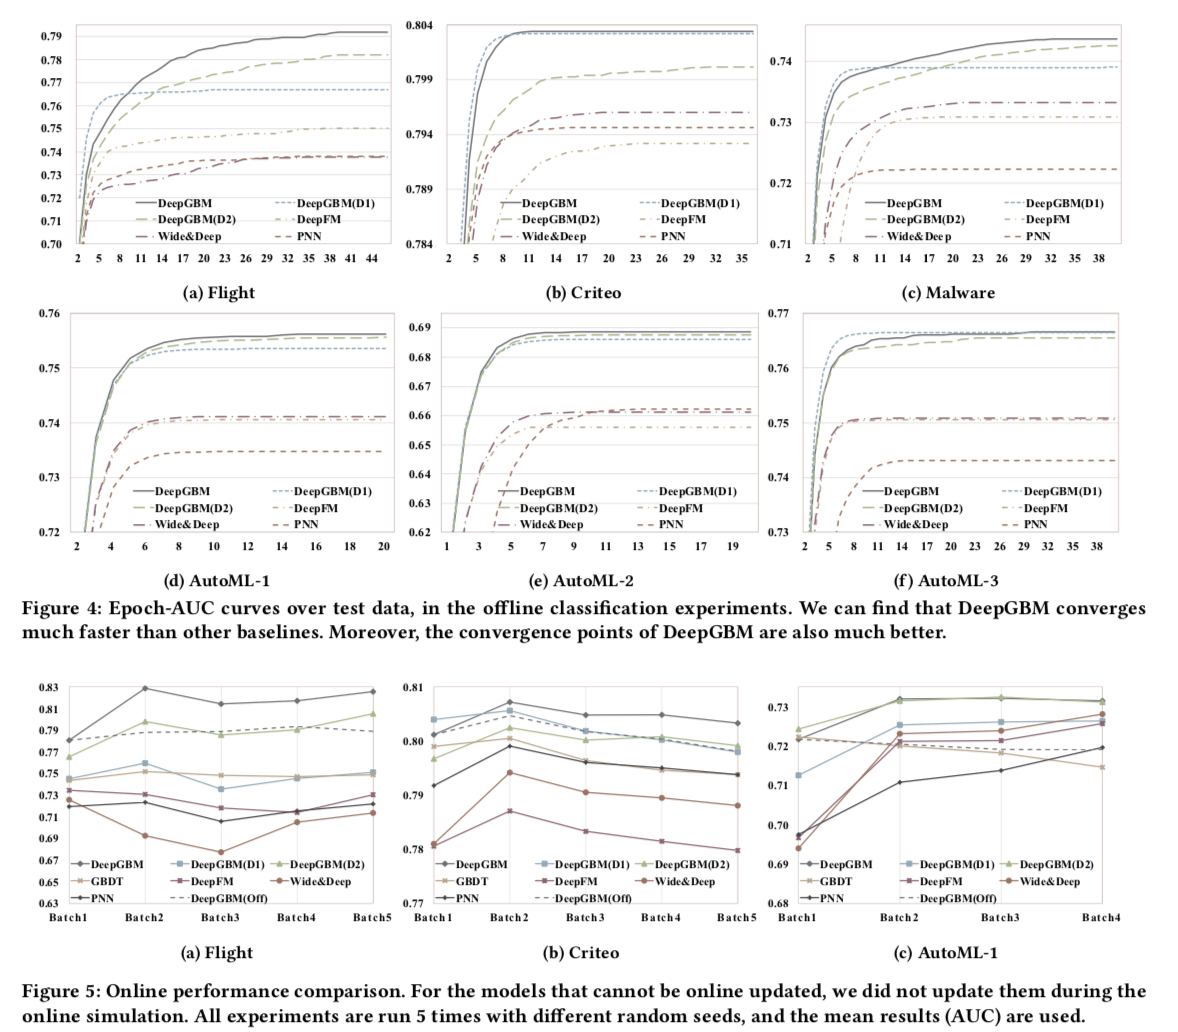 0.79
0.78
0.77
0.76
0.75
0.74
0.73
0.72
0.71
0.70
DeepGBM DeepGBM(D1)
DeepGBM(D2) DeepFM
Wide&Deep PNN
2 5 8 11 14 17 20 23 26 29 32 35 38 41 44
(a) Flight
0.804
0.799
0.794
0.789
0.784
DeepGBM DeepGBM(D1)
DeepGBM(D2) DeepFM
Wide&Deep PNN
2 5 8 11 14 17 20 23 26 29 32 35
(b) Criteo
0.74
0.73
0.72
0.71
DeepGBM DeepGBM(D1)
DeepGBM(D2) DeepFM
Wide&Deep PNN
2 5 8 11 14 17 20 23 26 29 32 35 38
(c) Malware
0.76
0.75
0.74
0.73
0.72
DeepGBM DeepGBM(D1)
DeepGBM(D2) DeepFM
Wide&Deep PNN
2 4 6 8 10 12 14 16 18 20
(d) AutoML-1
0.69
0.68
0.67
0.66
0.65
0.64
0.63
0.62
DeepGBM DeepGBM(D1)
DeepGBM(D2) DeepFM
Wide&Deep PNN
1 3 5 7 9 11 13 15 17 19
(e) AutoML-2
0.77
0.76
0.75
0.74
0.73
DeepGBM DeepGBM(D1)
DeepGBM(D2) DeepFM
Wide&Deep PNN
2 5 8 11 14 17 20 23 26 29 32 35 38
(f) AutoML-3
Figure 4: Epoch-AUC curves over test data, in the offline classification experiments. We can find that DeepGBM converges
much faster than other baselines. Moreover, the convergence points of DeepGBM are also much better.
0.83
0.81
0.79
0.77
0.75
0.73
0.71
0.69
0.67
0.65
0.63
DeepGBM DeepGBM(D1) DeepGBM(D2)
GBDT DeepFM Wide&Deep
PNN DeepGBM(Off)
Batch1 Batch2 Batch3 Batch4 Batch5
(a) Flight
0.81
0.80
0.79
0.78
0.77
DeepGBM DeepGBM(D1) DeepGBM(D2)
GBDT DeepFM Wide&Deep
PNN DeepGBM(Off)
Batch1 Batch2 Batch3 Batch4 Batch5
(b) Criteo
0.73
0.72
0.71
0.70
0.69
0.68
DeepGBM DeepGBM(D1) DeepGBM(D2)
GBDT DeepFM Wide&Deep
PNN DeepGBM(Off)
Batch1 Batch2 Batch3 Batch4
(c) AutoML-1
Figure 5: Online performance comparison. For the models that cannot be online updated, we did not update them during the
online simulation. All experiments are run 5 times with different random seeds, and the mean results (AUC) are used.